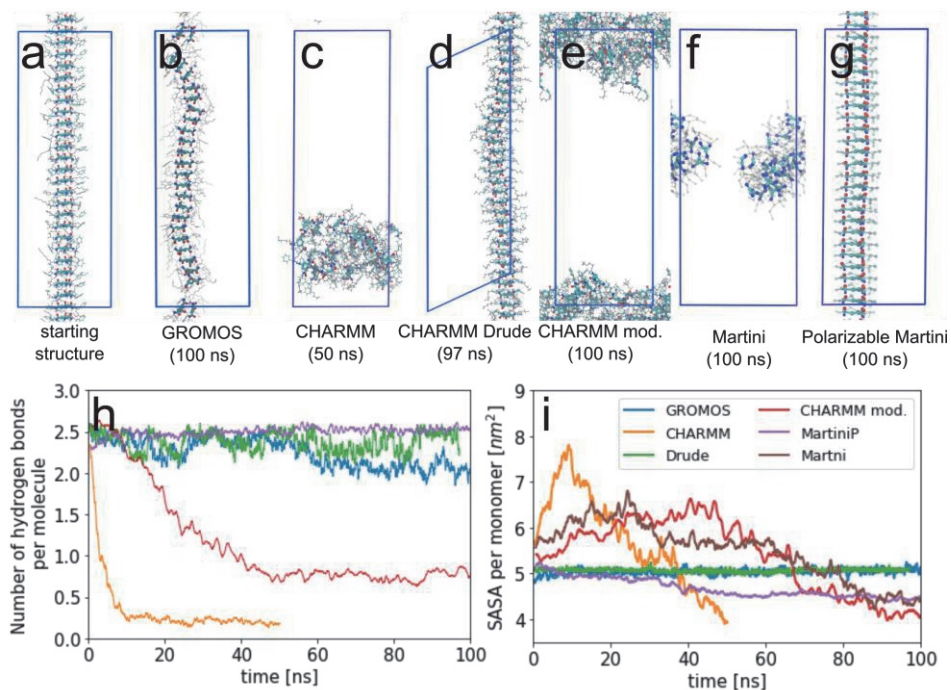 a b c d e f g
starting
structure
GROMOS
(100 ns)
CHARMM
(50 ns)
CHARMM Drude
(97 ns)
CHARMM mod.
(100 ns)
Martini
(100 ns)
Polarizable Martini
(100 ns)
h
Number of hydrogen bonds
per molecule
3.0
2.5
2.0
1.5
1.0
0.5
0.0
0 20 40 60 80 100
time [ns]
i
SASA per monomer [nm²]
9
8
7
6
5
4
GROMOS
CHARMM
Drude
CHARMM mod.
MartiniP
Martni
0 20 40 60 80 100
time [ns]